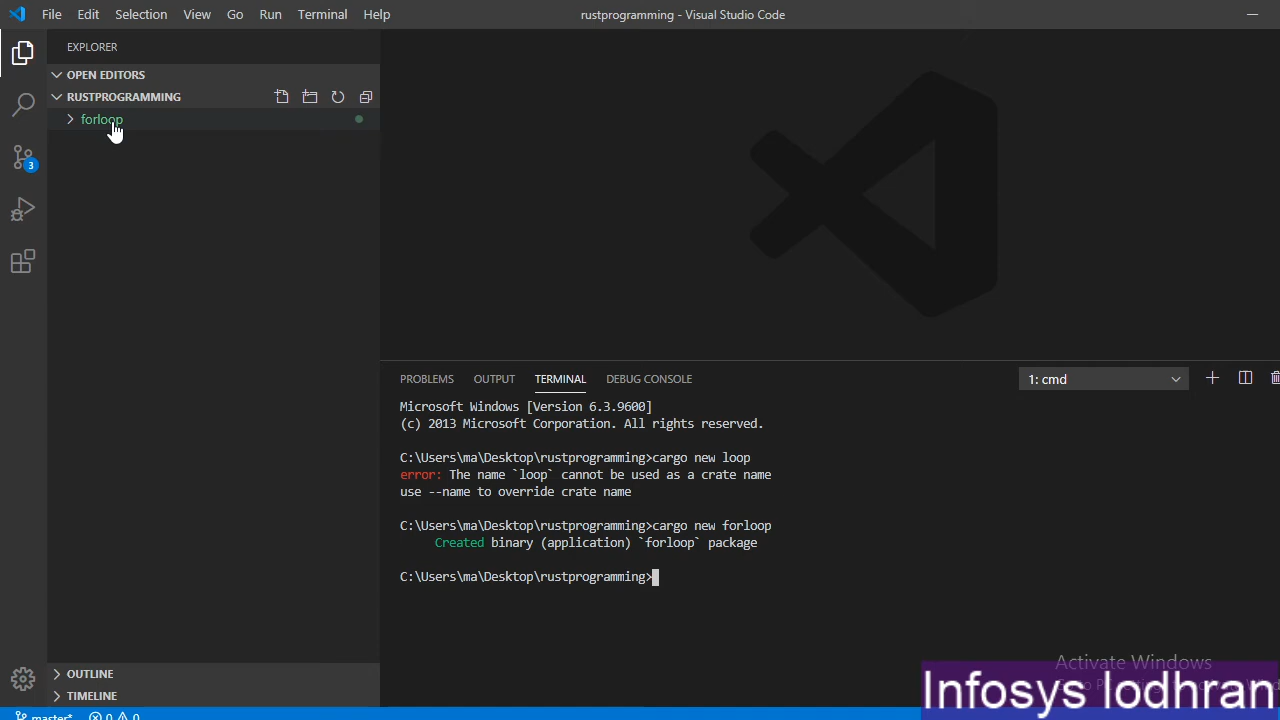 File Edit Selection View Go Run Terminal Help rustprogramming - Visual Studio Code
EXPLORER
OPEN EDITORS
RUSTPROGRAMMING
forloop
3
PROBLEMS OUTPUT TERMINAL DEBUG CONSOLE 1: cmd
Microsoft Windows [Version 6.3.9600]
(c) 2013 Microsoft Corporation. All rights reserved.
C:\Users\ma\Desktop\rustprogramming>cargo new loop
error: The name `loop` cannot be used as a crate name
use --name to override crate name
C:\Users\ma\Desktop\rustprogramming>cargo new forloop
Created binary (application) `forloop` package
C:\Users\ma\Desktop\rustprogramming>
OUTLINE
TIMELINE
Activate Windows
Infosys lodhran
master* 0 0